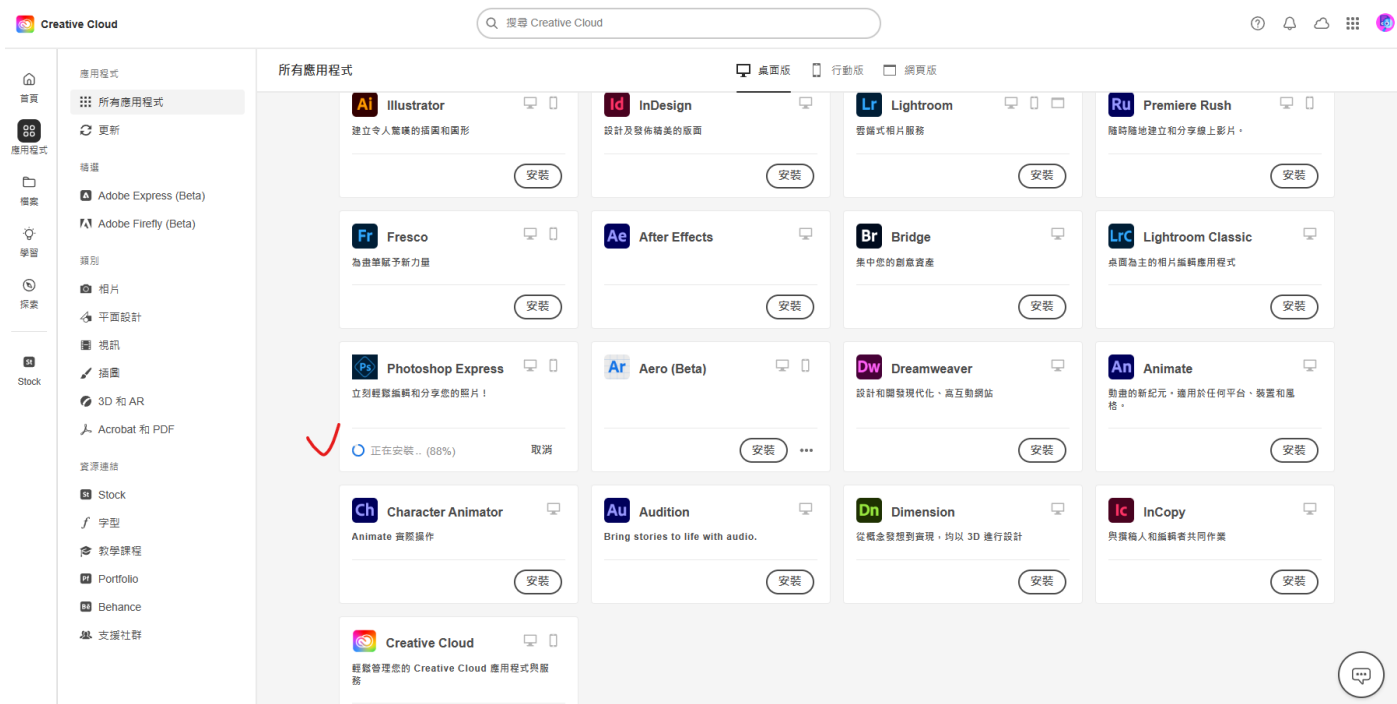 Creative Cloud
搜尋 Creative Cloud
首頁
應用程式
檔案
學習
探索
St
Stock
應用程式
所有應用程式
更新
精選
Adobe Express (Beta)
Adobe Firefly (Beta)
類別
相片
平面設計
視訊
插圖
3D 和 AR
Acrobat 和 PDF
資源連結
St Stock
字型
教學課程
Pf Portfolio
Bē Behance
支援社群
所有應用程式
桌面版
行動版
網頁版
Ai Illustrator
建立令人驚嘆的插圖和圖形
安裝
Id InDesign
設計及發佈精美的版面
安裝
Lr Lightroom
雲端式相片服務
安裝
Ru Premiere Rush
隨時隨地建立和分享線上影片。
安裝
Fr Fresco
為畫筆賦予新力量
安裝
Ae After Effects
安裝
Br Bridge
集中您的創意資產
安裝
LrC Lightroom Classic
桌面為主的相片編輯應用程式
安裝
Ps Photoshop Express
立刻輕鬆編輯和分享您的照片！
正在安裝.. (88%)
取消
Ar Aero (Beta)
安裝
Dw Dreamweaver
設計和開發現代化、高互動網站
安裝
An Animate
動畫的新紀元。適用於任何平台、裝置和風
格。
安裝
Ch Character Animator
Animate 實際操作
安裝
Au Audition
Bring stories to life with audio.
安裝
Dn Dimension
從概念發想到實現，均以 3D 進行設計
安裝
Ic InCopy
與撰稿人和編輯者共同作業
安裝
Creative Cloud
輕鬆管理您的 Creative Cloud 應用程式與服
務